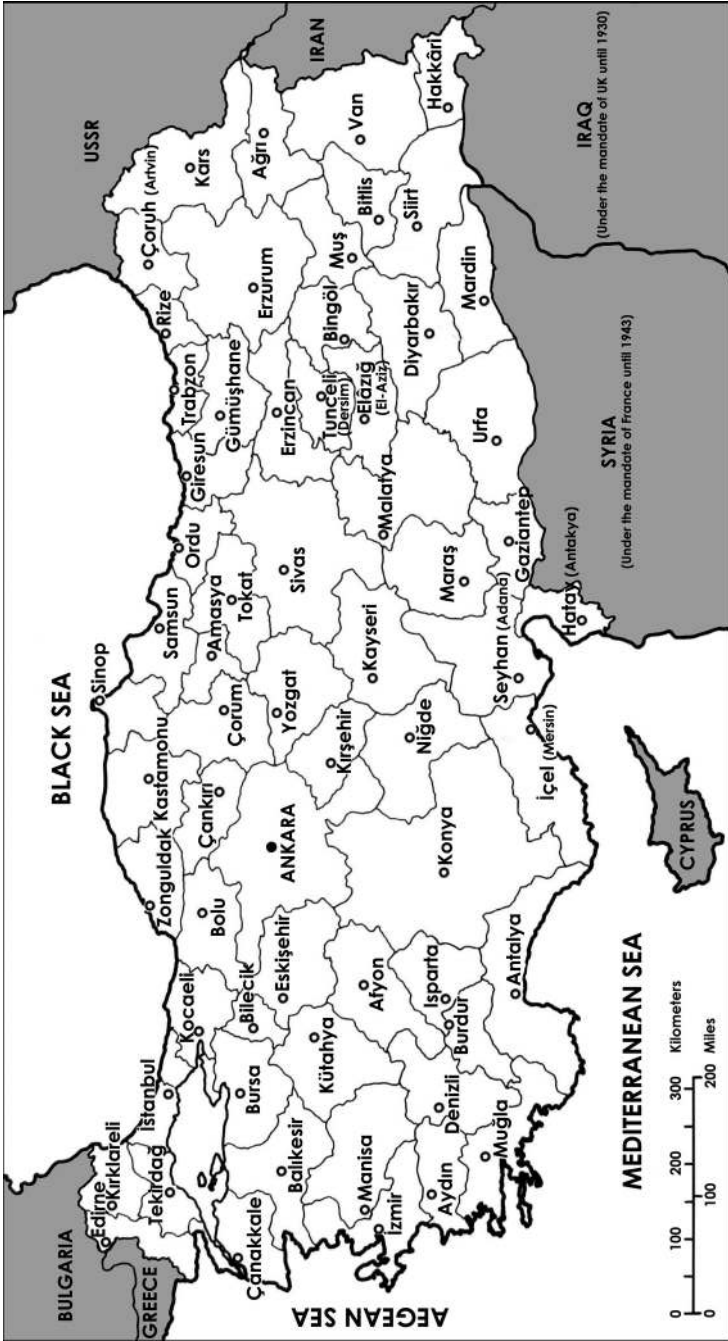 BULGARIA
GREECE
BLACK SEA
USSR
IRAN
IRAQ
(Under the mandate of UK until 1930)
SYRIA
(Under the mandate of France until 1943)
CYPRUS
MEDITERRANEAN SEA
AEGEAN SEA
Edirne
Kırklareli
Tekirdağ
İstanbul
Kocaeli
Zonguldak
Kastamonu
Sinop
Samsun
Ordu
Giresun
Trabzon
Rize
Çoruh (Artvin)
Kars
Çanakkale
Bursa
Bilecik
Bolu
Çankırı
Çorum
Amasya
Tokat
Gümüşhane
Erzurum
Ağrı
Balıkesir
Kütahya
Eskişehir
ANKARA
Yozgat
Sivas
Erzincan
Tunceli
(Dersim)
Bingöl
Muş
Bitlis
Van
Manisa
İzmir
Afyon
Kırşehir
Kayseri
Malatya
Elâzığ
(El-Aziz)
Diyarbakır
Siirt
Hakkâri
Aydın
Denizli
Isparta
Burdur
Konya
Niğde
Maraş
Urfa
Mardin
Muğla
Antalya
İçel (Mersin)
Seyhan (Adana)
Gaziantep
Hatay (Antakya)
0 100 200 300 Kilometers
0 100 200 Miles